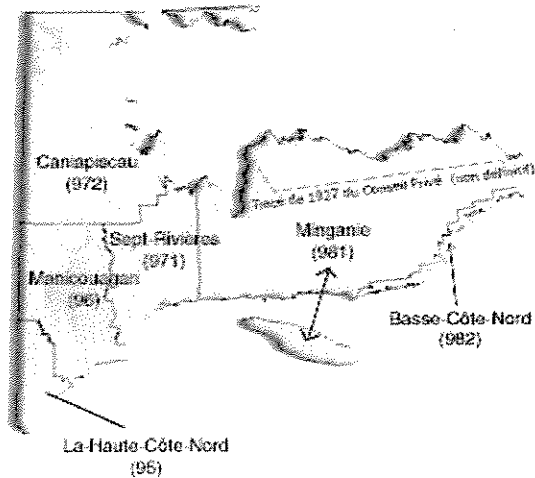 Caniapiscau
(972)
Tracé de 1927 du Conseil Privé (non définitif)
Sept-Rivières
(971)
Minganie
(981)
Manicouagan
(96)
Basse-Côte-Nord
(982)
La-Haute-Côte-Nord
(95)